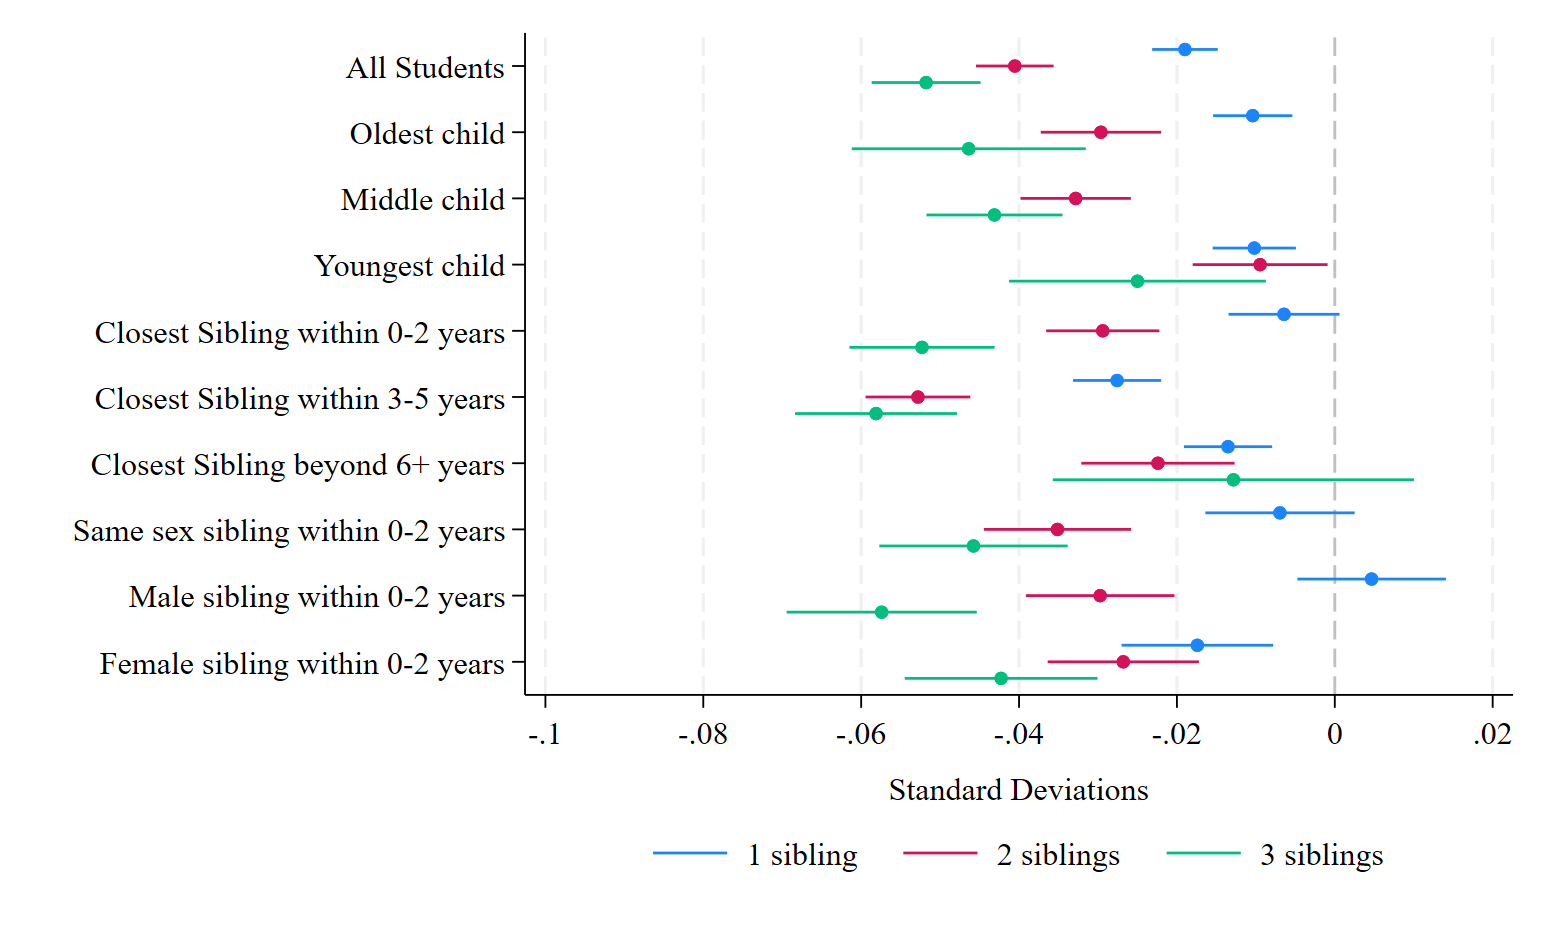 All Students
Oldest child
Middle child
Youngest child
Closest Sibling within 0-2 years
Closest Sibling within 3-5 years
Closest Sibling beyond 6+ years
Same sex sibling within 0-2 years
Male sibling within 0-2 years
Female sibling within 0-2 years
-.1 -.08 -.06 -.04 -.02 0 .02
Standard Deviations
1 sibling 2 siblings 3 siblings